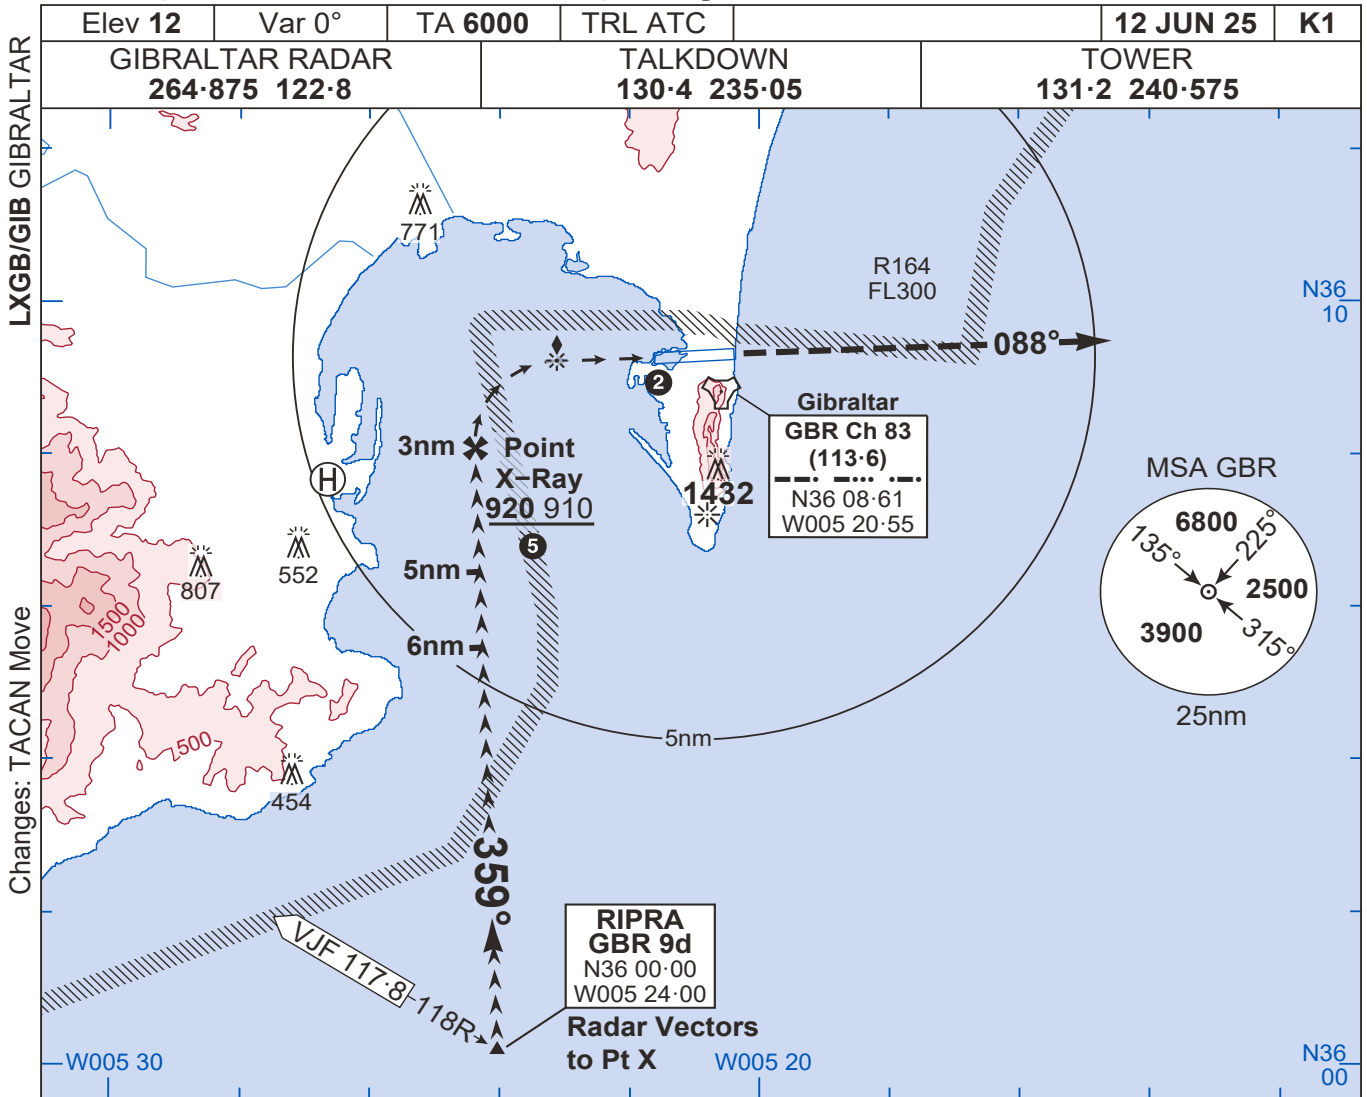 Elev 12 Var 0° TA 6000 TRL ATC 12 JUN 25 K1
GIBRALTAR RADAR
264·875 122·8
TALKDOWN
130·4 235·05
TOWER
131·2 240·575
LXGB/GIB GIBRALTAR
Changes: TACAN Move
771
R164
FL300
N36
10
088°
2
Gibraltar
GBR Ch 83
(113·6)
N36 08·61
W005 20·55
3nm
Point
X-Ray
920 910
H
1432
MSA GBR
6800
135°
225°
2500
3900
315°
25nm
5
552
807
5nm
1500
1000
6nm
5nm
500
454
359°
VJF 117·8
118R
RIPRA
GBR 9d
N36 00·00
W005 24·00
Radar Vectors
to Pt X
W005 30
W005 20
N36
00